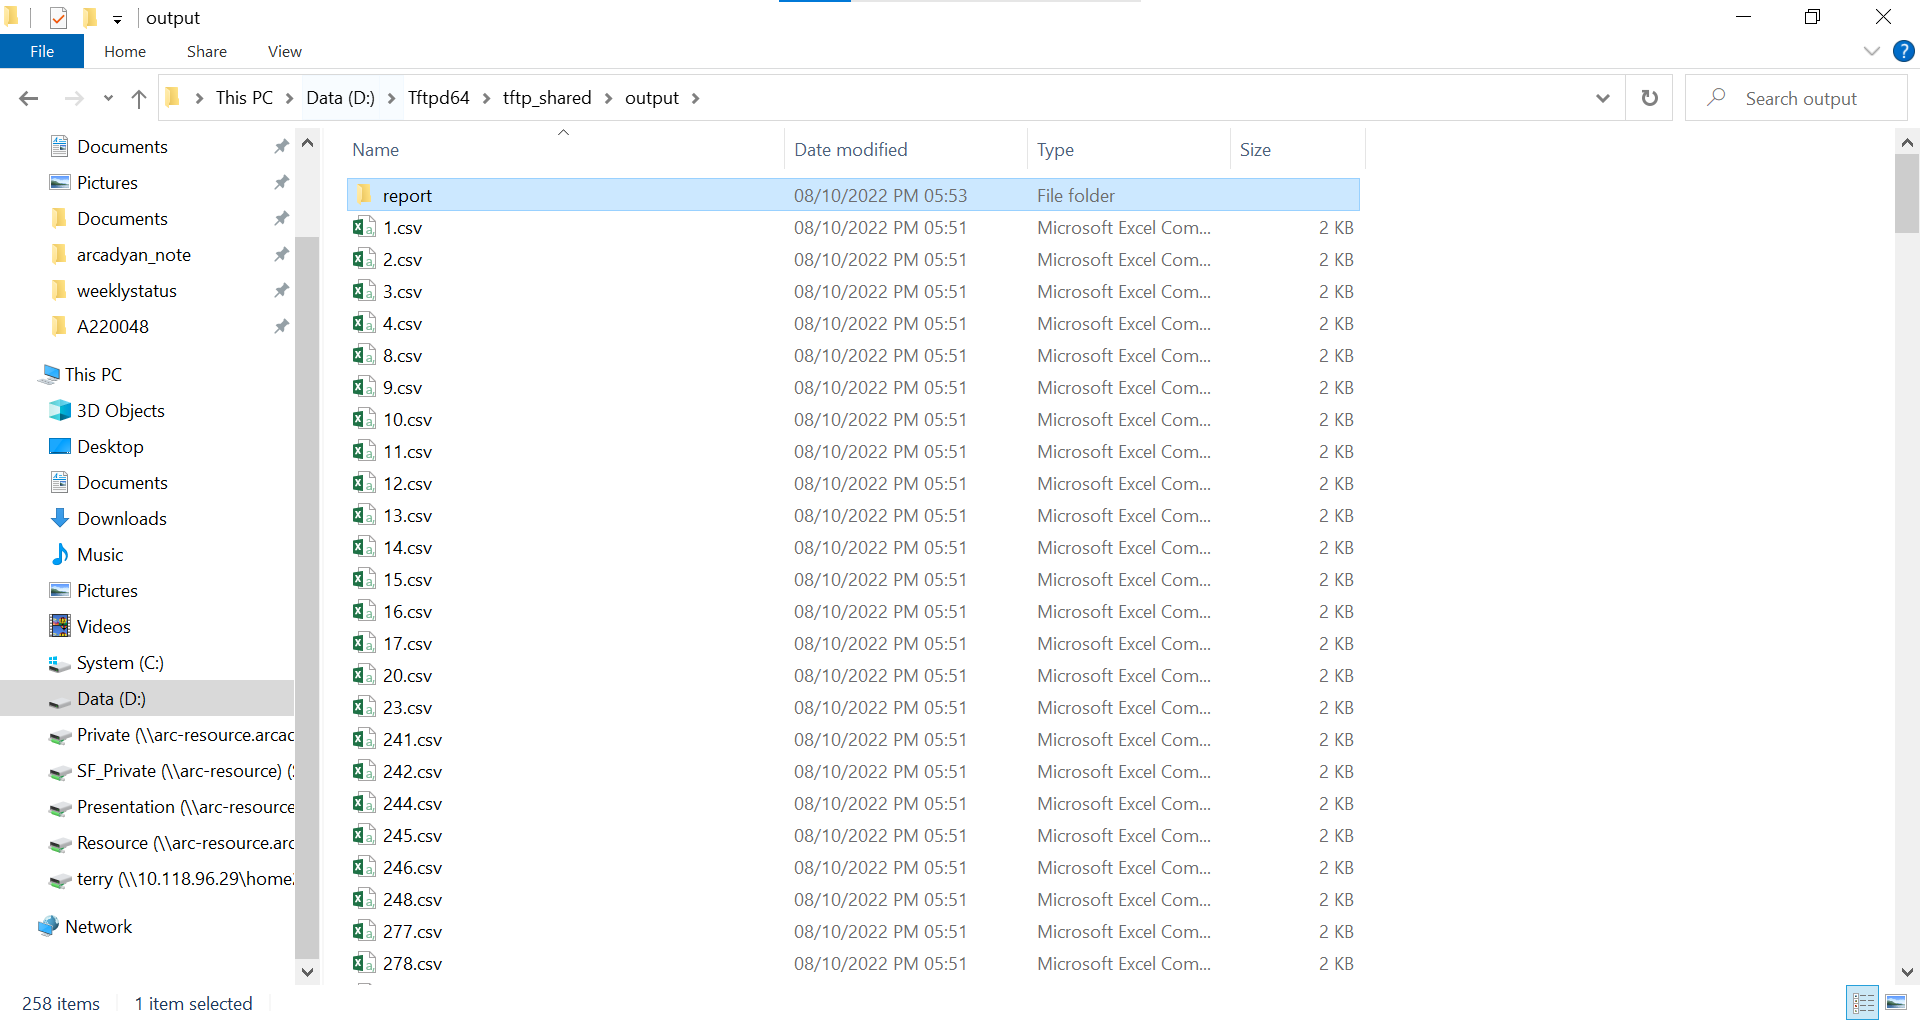 output
File Home Share View
This PC Data (D:) Tftpd64 tftp_shared output Search output
Documents
Pictures
Documents
arcadyan_note
weeklystatus
A220048
This PC
3D Objects
Desktop
Documents
Downloads
Music
Pictures
Videos
System (C:)
Data (D:)
Private (\\arc-resource.arcad
SF_Private (\\arc-resource) (
Presentation (\\arc-resource
Resource (\\arc-resource.arc
terry (\\10.118.96.29\home
Network
Name Date modified Type Size
report 08/10/2022 PM 05:53 File folder
1.csv 08/10/2022 PM 05:51 Microsoft Excel Com... 2 KB
2.csv 08/10/2022 PM 05:51 Microsoft Excel Com... 2 KB
3.csv 08/10/2022 PM 05:51 Microsoft Excel Com... 2 KB
4.csv 08/10/2022 PM 05:51 Microsoft Excel Com... 2 KB
8.csv 08/10/2022 PM 05:51 Microsoft Excel Com... 2 KB
9.csv 08/10/2022 PM 05:51 Microsoft Excel Com... 2 KB
10.csv 08/10/2022 PM 05:51 Microsoft Excel Com... 2 KB
11.csv 08/10/2022 PM 05:51 Microsoft Excel Com... 2 KB
12.csv 08/10/2022 PM 05:51 Microsoft Excel Com... 2 KB
13.csv 08/10/2022 PM 05:51 Microsoft Excel Com... 2 KB
14.csv 08/10/2022 PM 05:51 Microsoft Excel Com... 2 KB
15.csv 08/10/2022 PM 05:51 Microsoft Excel Com... 2 KB
16.csv 08/10/2022 PM 05:51 Microsoft Excel Com... 2 KB
17.csv 08/10/2022 PM 05:51 Microsoft Excel Com... 2 KB
20.csv 08/10/2022 PM 05:51 Microsoft Excel Com... 2 KB
23.csv 08/10/2022 PM 05:51 Microsoft Excel Com... 2 KB
241.csv 08/10/2022 PM 05:51 Microsoft Excel Com... 2 KB
242.csv 08/10/2022 PM 05:51 Microsoft Excel Com... 2 KB
244.csv 08/10/2022 PM 05:51 Microsoft Excel Com... 2 KB
245.csv 08/10/2022 PM 05:51 Microsoft Excel Com... 2 KB
246.csv 08/10/2022 PM 05:51 Microsoft Excel Com... 2 KB
248.csv 08/10/2022 PM 05:51 Microsoft Excel Com... 2 KB
277.csv 08/10/2022 PM 05:51 Microsoft Excel Com... 2 KB
278.csv 08/10/2022 PM 05:51 Microsoft Excel Com... 2 KB
258 items 1 item selected